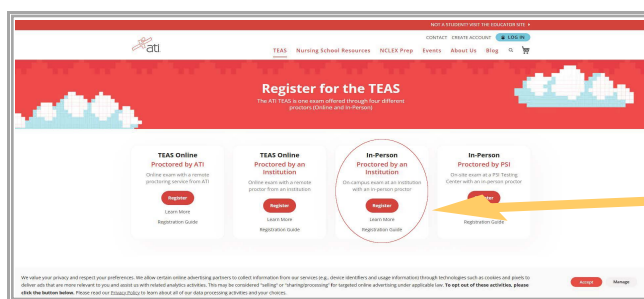 NOT A STUDENT? VISIT THE EDUCATOR SITE
CONTACT CREATE ACCOUNT LOG IN
ati
TEAS Nursing School Resources NCLEX Prep Events About Us Blog
Register for the TEAS
The ATI TEAS is one exam offered through four different
proctors (Online and In-Person)
TEAS Online
Proctored by ATI
Online exam with a remote
proctoring service from ATI
Register
Learn More
Registration Guide
TEAS Online
Proctored by an
Institution
Online exam with a remote
proctor from an institution
Register
Learn More
Registration Guide
In-Person
Proctored by an
Institution
On-campus exam at an institution
with an in-person proctor
Register
Learn More
Registration Guide
In-Person
Proctored by PSI
On-site exam at a PSI Testing
Center with an in-person proctor
Registration Guide
We value your privacy and respect your preferences. We allow certain online advertising partners to collect information from our services (e.g., device identifiers and usage information) through technologies such as cookies and pixels to
deliver ads that are more relevant to you and assist us with related analytics activities. This may be considered "selling" or "sharing/processing" for targeted online advertising under applicable law. To opt out of these activities, please
click the button below. Please read our Privacy Policy to learn about all of our data processing activities and your choices.
Accept Manage